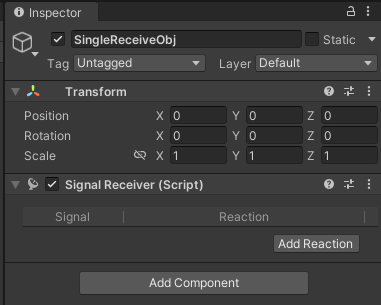 Inspector
SingleReceiveObj Static
Tag Untagged Layer Default
Transform
Position X 0 Y 0 Z 0
Rotation X 0 Y 0 Z 0
Scale X 1 Y 1 Z 1
Signal Receiver (Script)
Signal Reaction
Add Reaction
Add Component